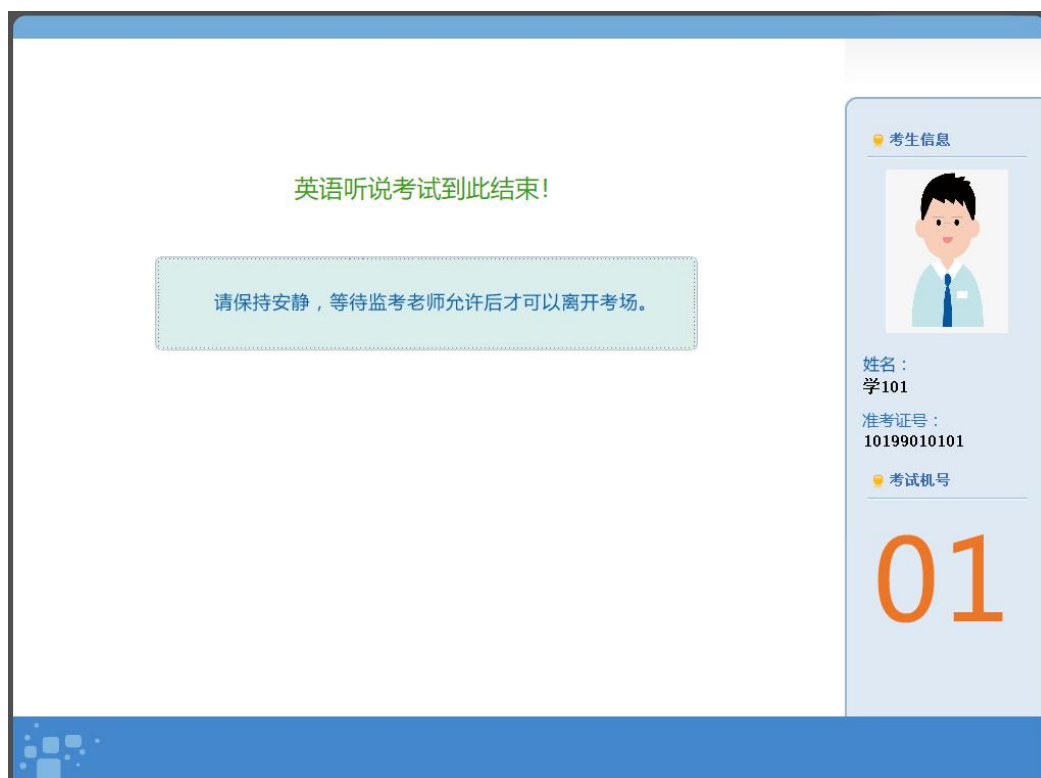 英语听说考试到此结束!
请保持安静，等待监考老师允许后才可以离开考场。
考生信息
姓名：
学101
准考证号：
10199010101
考试机号
01